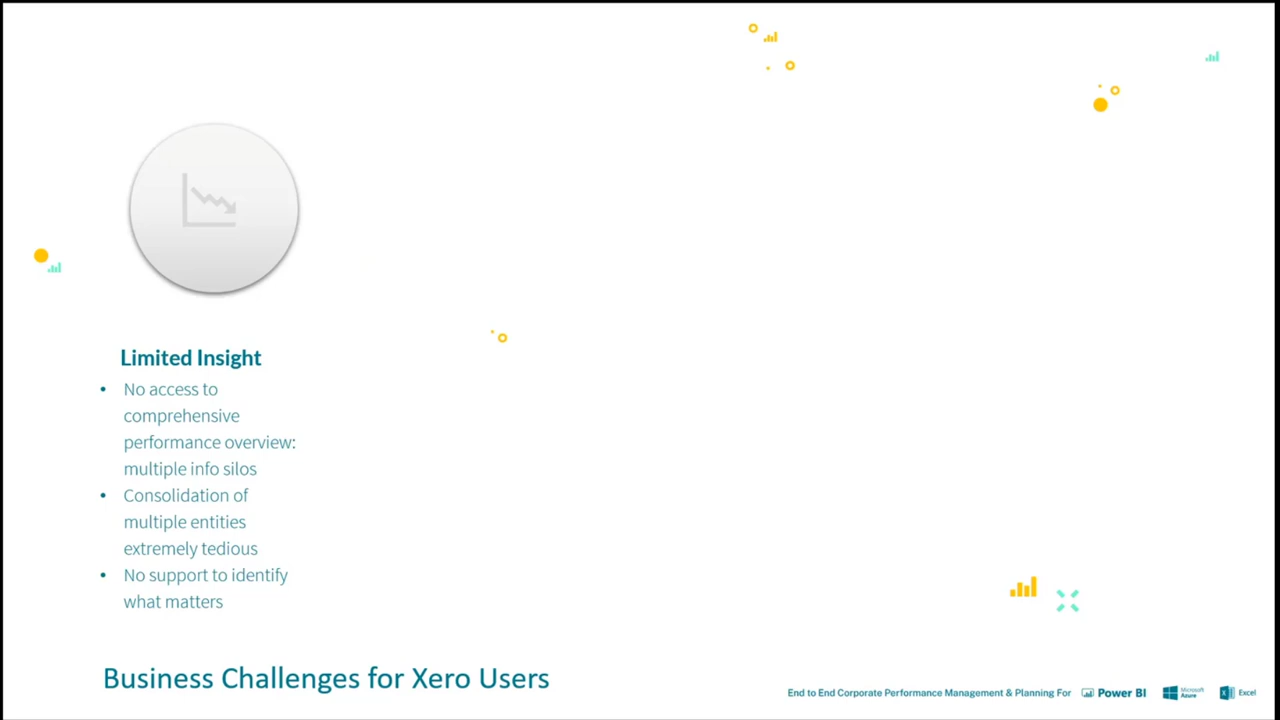 Limited Insight
• No access to
comprehensive
performance overview:
multiple info silos
• Consolidation of
multiple entities
extremely tedious
• No support to identify
what matters
Business Challenges for Xero Users
End to End Corporate Performance Management & Planning For
Power BI
Microsoft
Azure
Excel